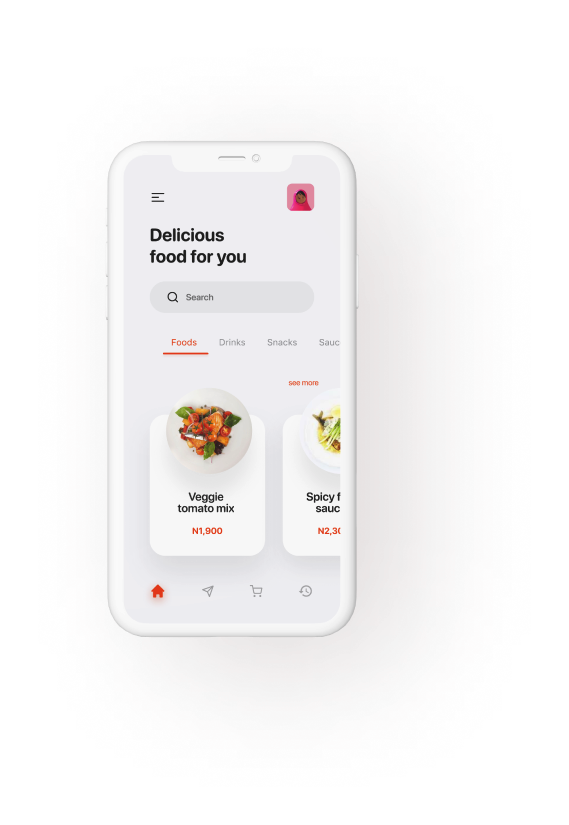 Delicious
food for you
Search
Foods Drinks Snacks Sauc
see more
Veggie
tomato mix
N1,900
Spicy f
sauc
N2,30